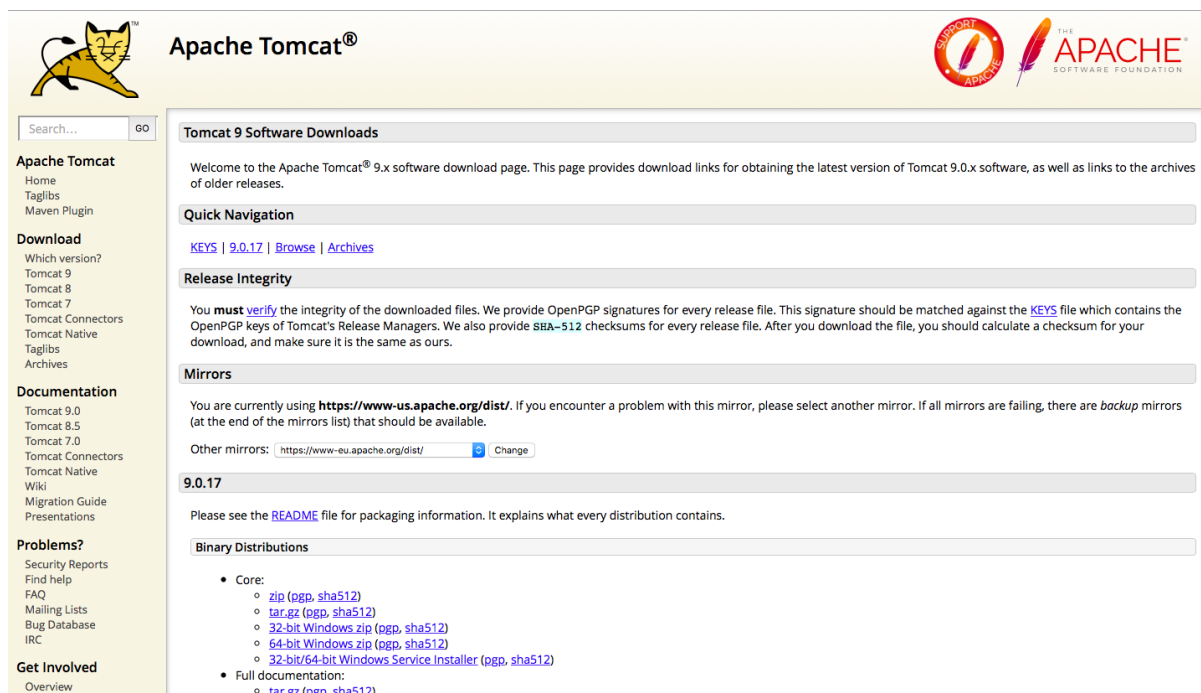 TM
Apache Tomcat®
SUPPORT
APACHE
THE
APACHE®
SOFTWARE FOUNDATION
Search...
GO
Apache Tomcat
Home
Taglibs
Maven Plugin
Download
Which version?
Tomcat 9
Tomcat 8
Tomcat 7
Tomcat Connectors
Tomcat Native
Taglibs
Archives
Documentation
Tomcat 9.0
Tomcat 8.5
Tomcat 7.0
Tomcat Connectors
Tomcat Native
Wiki
Migration Guide
Presentations
Problems?
Security Reports
Find help
FAQ
Mailing Lists
Bug Database
IRC
Get Involved
Overview
Tomcat 9 Software Downloads
Welcome to the Apache Tomcat® 9.x software download page. This page provides download links for obtaining the latest version of Tomcat 9.0.x software, as well as links to the archives
of older releases.
Quick Navigation
KEYS | 9.0.17 | Browse | Archives
Release Integrity
You must verify the integrity of the downloaded files. We provide OpenPGP signatures for every release file. This signature should be matched against the KEYS file which contains the
OpenPGP keys of Tomcat's Release Managers. We also provide SHA-512 checksums for every release file. After you download the file, you should calculate a checksum for your
download, and make sure it is the same as ours.
Mirrors
You are currently using https://www-us.apache.org/dist/. If you encounter a problem with this mirror, please select another mirror. If all mirrors are failing, there are backup mirrors
(at the end of the mirrors list) that should be available.
Other mirrors: https://www-eu.apache.org/dist/ Change
9.0.17
Please see the README file for packaging information. It explains what every distribution contains.
Binary Distributions
• Core:
◦ zip (pgp, sha512)
◦ tar.gz (pgp, sha512)
◦ 32-bit Windows zip (pgp, sha512)
◦ 64-bit Windows zip (pgp, sha512)
◦ 32-bit/64-bit Windows Service Installer (pgp, sha512)
• Full documentation:
◦ tar.gz (pgp, sha512)